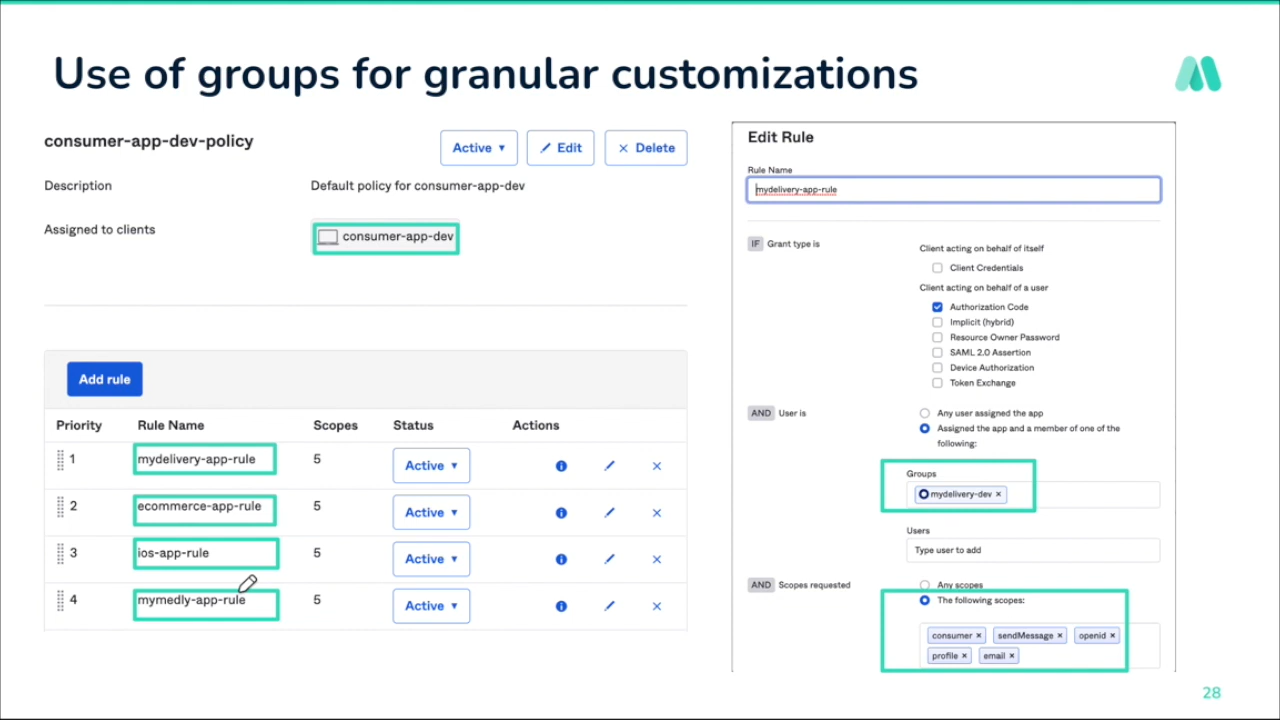 Use of groups for granular customizations
consumer-app-dev-policy
Active
Edit
Delete
Description
Default policy for consumer-app-dev
Assigned to clients
consumer-app-dev
Add rule
Priority Rule Name Scopes Status Actions
1 mydelivery-app-rule 5 Active
2 ecommerce-app-rule 5 Active
3 ios-app-rule 5 Active
4 mymedly-app-rule 5 Active
Edit Rule
Rule Name
mydelivery-app-rule
IF Grant type is
Client acting on behalf of itself
Client Credentials
Client acting on behalf of a user
Authorization Code
Implicit (hybrid)
Resource Owner Password
SAML 2.0 Assertion
Device Authorization
Token Exchange
AND User is
Any user assigned the app
Assigned the app and a member of one of the
following:
Groups
mydelivery-dev
Users
Type user to add
AND Scopes requested
Any scopes
The following scopes:
consumer sendMessage openid
profile email
28